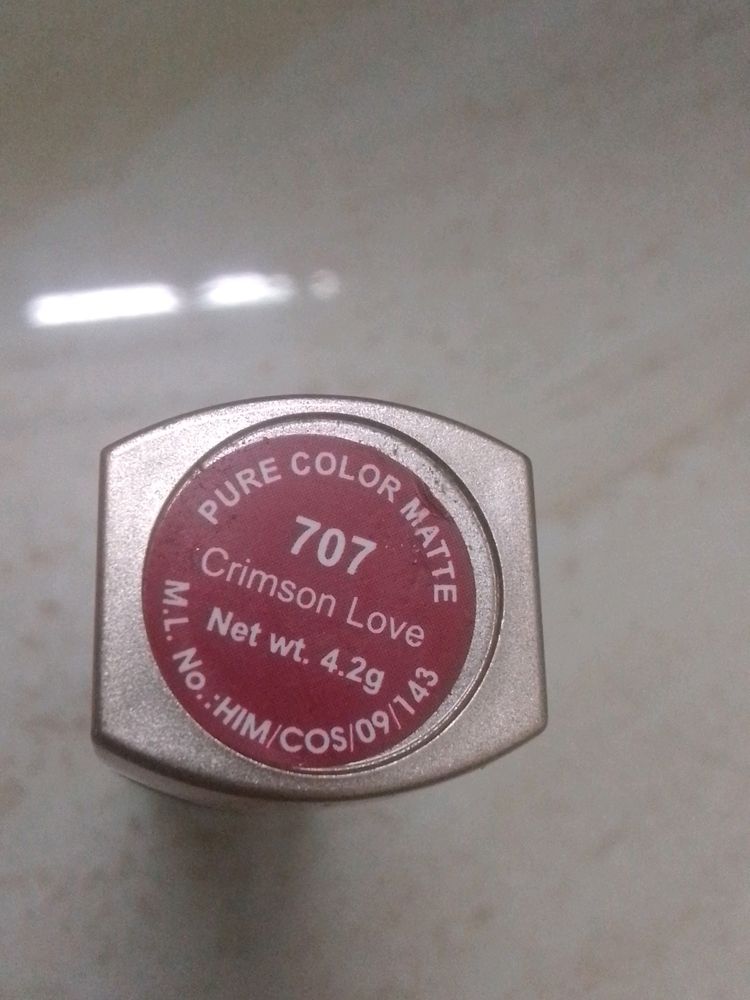 PURE COLOR MATTE
707
Crimson Love
Net wt. 4.2g
M.L. No.:HIM/COS/09/143